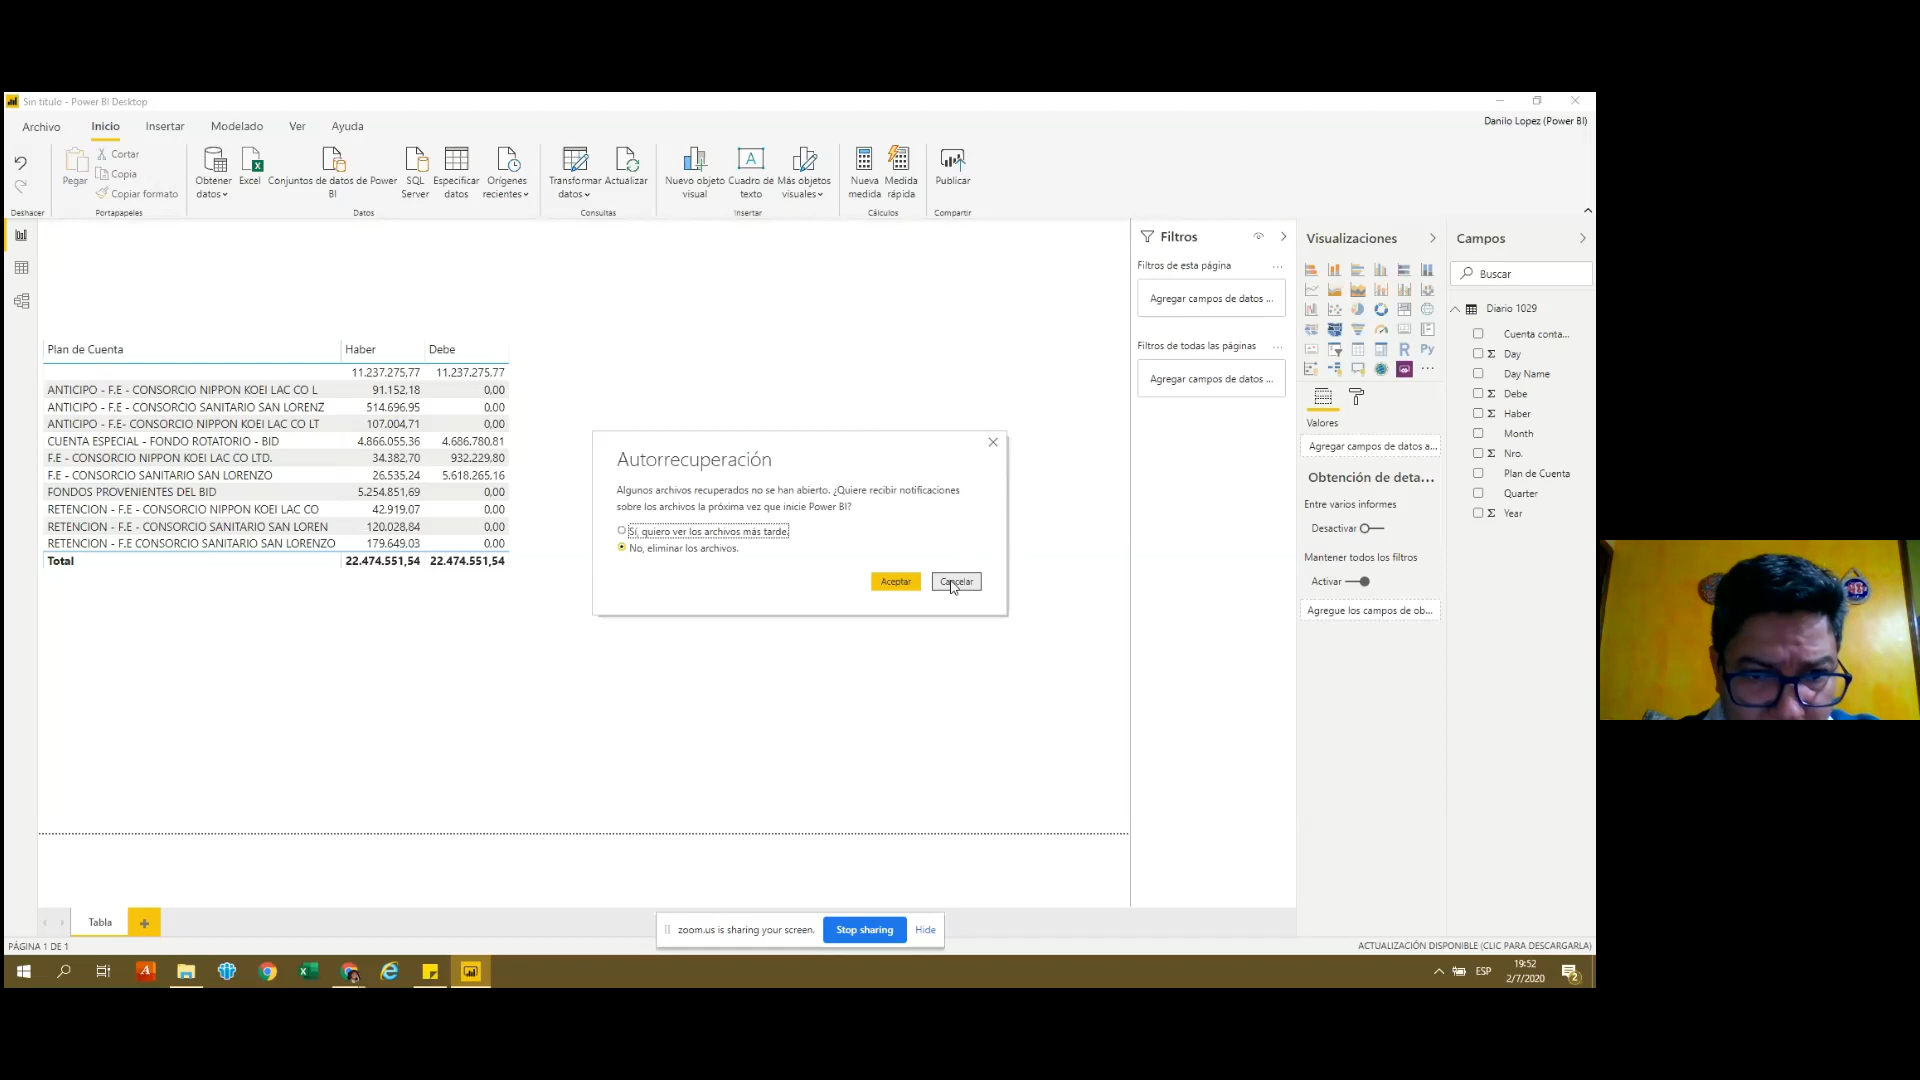 Sin título - Power BI Desktop
Danilo Lopez (Power BI)
Archivo Inicio Insertar Modelado Ver Ayuda
Pegar
Cortar
Copia
Copiar formato
Obtener datos
Excel
Conjuntos de datos de Power BI
SQL Server
Especificar datos
Orígenes recientes
Transformar datos
Actualizar
Nuevo objeto visual
A
Cuadro de texto
Más objetos visuales
Nueva medida
Medida rápida
Publicar
Deshacer Portapapeles Datos Consultas Insertar Cálculos Compartir
Plan de Cuenta Haber Debe
11.237.275,77 11.237.275,77
ANTICIPO - F.E - CONSORCIO NIPPON KOEI LAC CO L 91.152,18 0,00
ANTICIPO - F.E - CONSORCIO SANITARIO SAN LORENZ 514.696,95 0,00
ANTICIPO - F.E- CONSORCIO NIPPON KOEI LAC CO LT 107.004,71 0,00
CUENTA ESPECIAL - FONDO ROTATORIO - BID 4.866.055,36 4.686.780,81
F.E - CONSORCIO NIPPON KOEI LAC CO LTD. 34.382,70 932.229,80
F.E - CONSORCIO SANITARIO SAN LORENZO 26.535,24 5.618.265,16
FONDOS PROVENIENTES DEL BID 5.254.851,69 0,00
RETENCION - F.E - CONSORCIO NIPPON KOEI LAC CO 42.919,07 0,00
RETENCION - F.E - CONSORCIO SANITARIO SAN LOREN 120.028,84 0,00
RETENCION - F.E CONSORCIO SANITARIO SAN LORENZO 179.649,03 0,00
Total 22.474.551,54 22.474.551,54
Autorrecuperación
Algunos archivos recuperados no se han abierto. ¿Quiere recibir notificaciones
sobre los archivos la próxima vez que inicie Power BI?
Sí, quiero ver los archivos más tarde.
No, eliminar los archivos.
Aceptar Cancelar
Filtros
Filtros de esta página ...
Agregar campos de datos ...
Filtros de todas las páginas ...
Agregar campos de datos ...
Visualizaciones
R Py
...
Valores
Agregar campos de datos a...
Obtención de deta...
Entre varios informes
Desactivar
Mantener todos los filtros
Activar
Agregue los campos de ob...
Campos
Buscar
Diario 1029
Cuenta conta...
Σ Day
Day Name
Σ Debe
Σ Haber
Month
Σ Nro.
Plan de Cuenta
Quarter
Σ Year
Tabla +
zoom.us is sharing your screen. Stop sharing Hide
PÁGINA 1 DE 1
ACTUALIZACIÓN DISPONIBLE (CLIC PARA DESCARGARLA)
ESP
19:52
2/7/2020
2